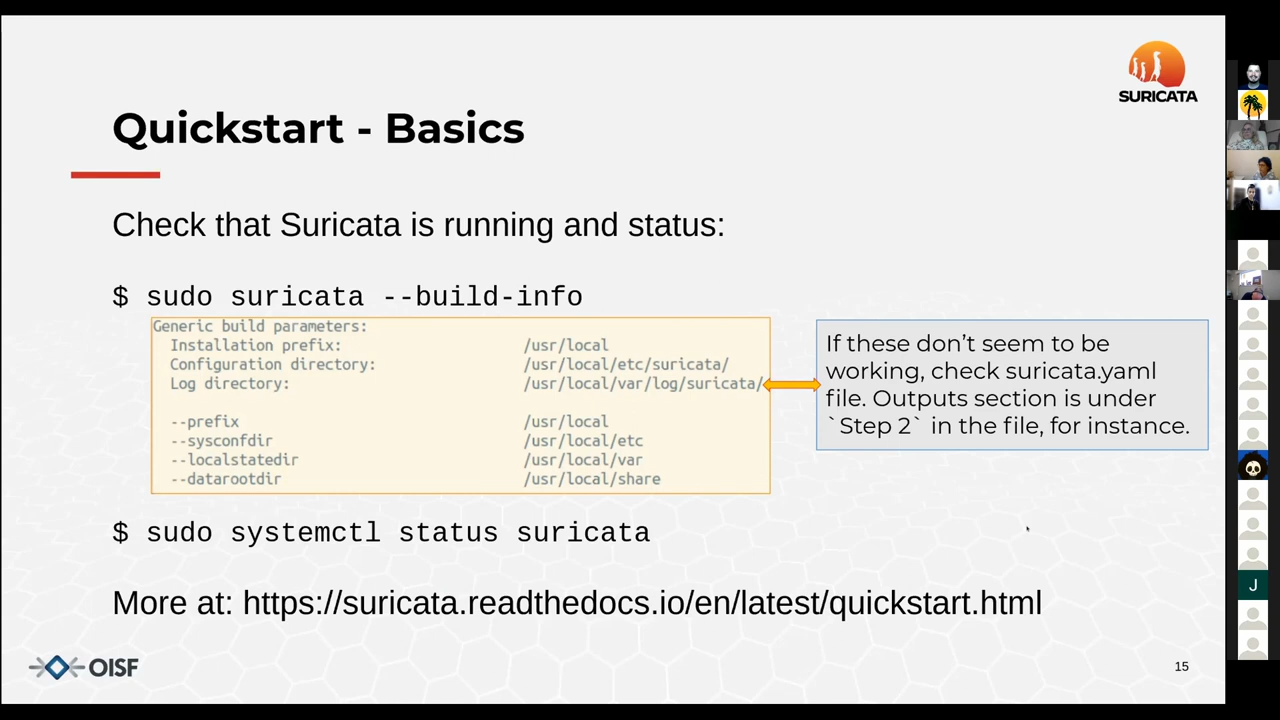 SURICATA
Quickstart - Basics
Check that Suricata is running and status:
$ sudo suricata --build-info
Generic build parameters:
Installation prefix: /usr/local
Configuration directory: /usr/local/etc/suricata/
Log directory: /usr/local/var/log/suricata/
--prefix /usr/local
--sysconfdir /usr/local/etc
--localstatedir /usr/local/var
--datarootdir /usr/local/share
If these don’t seem to be
working, check suricata.yaml
file. Outputs section is under
`Step 2` in the file, for instance.
$ sudo systemctl status suricata
More at: https://suricata.readthedocs.io/en/latest/quickstart.html
OISF
15
J